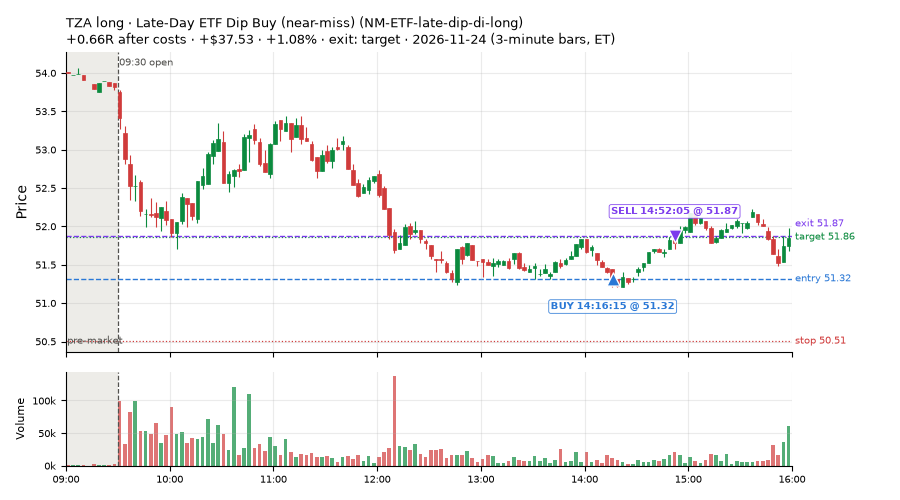 TZA long · Late-Day ETF Dip Buy (near-miss) (NM-ETF-late-dip-di-long)
+0.66R after costs · +$37.53 · +1.08% · exit: target · 2026-11-24 (3-minute bars, ET)
09:30 open
54.0
53.5
53.0
52.5
52.0
51.5
51.0
50.5
Price
SELL 14:52:05 @ 51.87
BUY 14:16:15 @ 51.32
exit 51.87
target 51.86
entry 51.32
stop 50.51
pre-market
Volume
100k
50k
0k
09:00
10:00
11:00
12:00
13:00
14:00
15:00
16:00